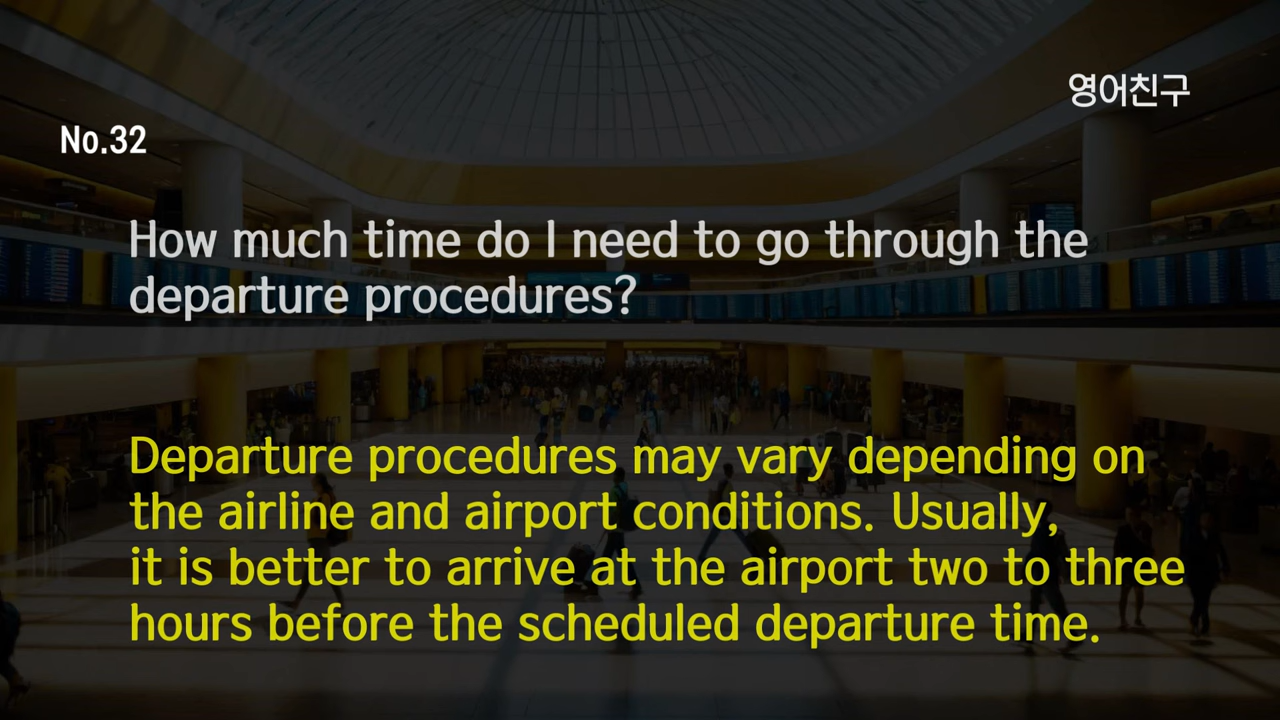 영어친구
No.32
How much time do I need to go through the
departure procedures?
Departure procedures may vary depending on
the airline and airport conditions. Usually,
it is better to arrive at the airport two to three
hours before the scheduled departure time.